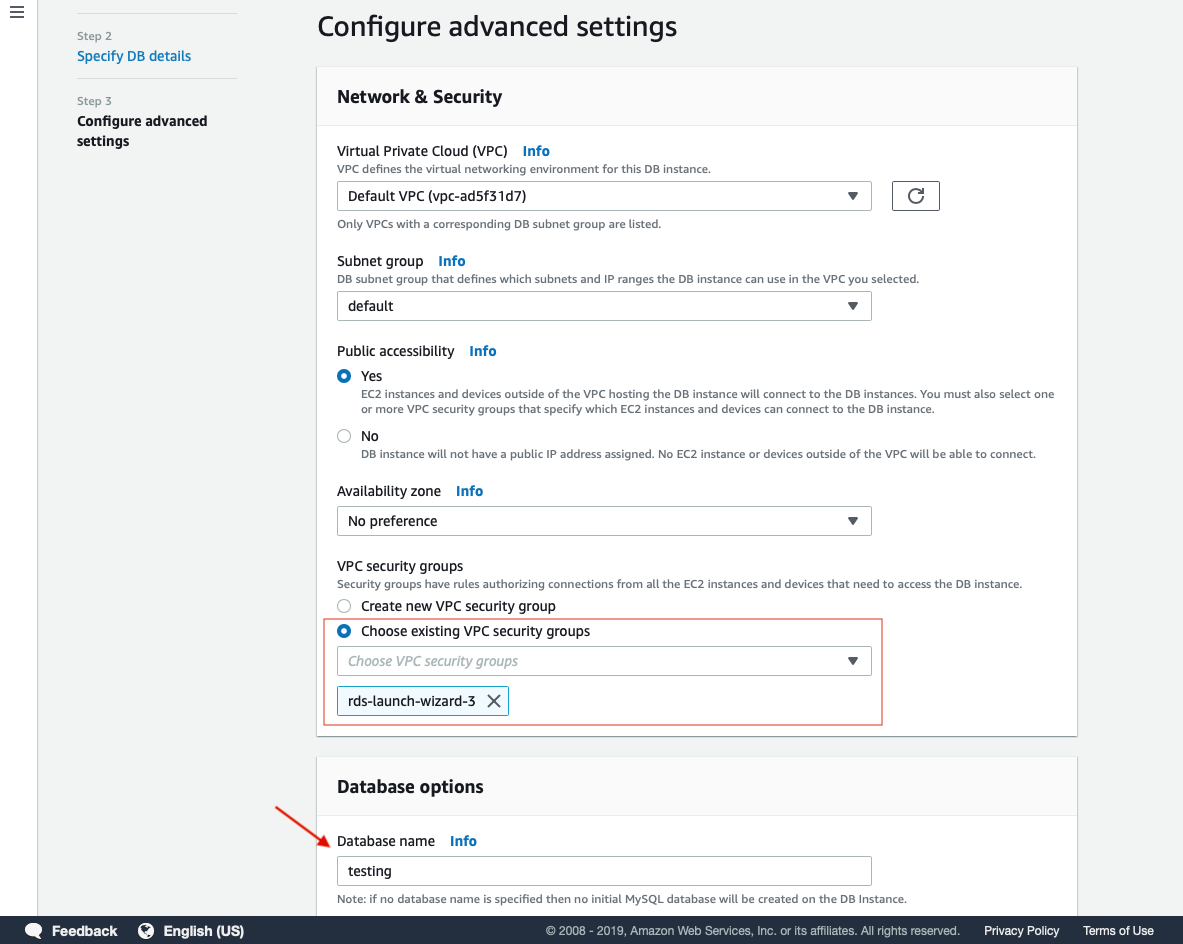 Step 2
Specify DB details
Step 3
Configure advanced
settings
Configure advanced settings
Network & Security
Virtual Private Cloud (VPC) Info
VPC defines the virtual networking environment for this DB instance.
Default VPC (vpc-ad5f31d7)
Only VPCs with a corresponding DB subnet group are listed.
Subnet group Info
DB subnet group that defines which subnets and IP ranges the DB instance can use in the VPC you selected.
default
Public accessibility Info
Yes
EC2 instances and devices outside of the VPC hosting the DB instance will connect to the DB instances. You must also select one
or more VPC security groups that specify which EC2 instances and devices can connect to the DB instance.
No
DB instance will not have a public IP address assigned. No EC2 instance or devices outside of the VPC will be able to connect.
Availability zone Info
No preference
VPC security groups
Security groups have rules authorizing connections from all the EC2 instances and devices that need to access the DB instance.
Create new VPC security group
Choose existing VPC security groups
Choose VPC security groups
rds-launch-wizard-3
Database options
Database name Info
testing
Note: if no database name is specified then no initial MySQL database will be created on the DB Instance.
Feedback English (US) © 2008 - 2019, Amazon Web Services, Inc. or its affiliates. All rights reserved. Privacy Policy Terms of Use